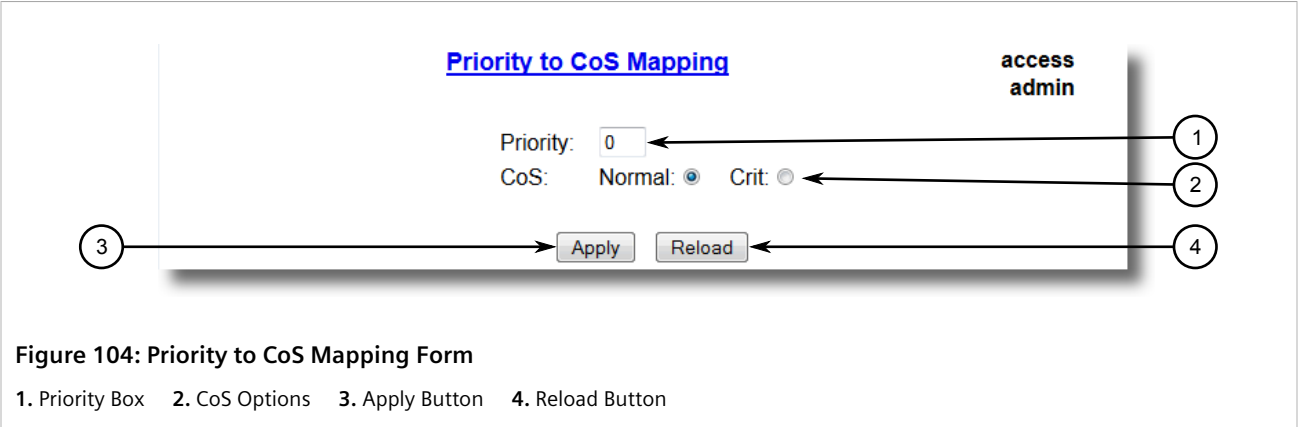 Priority to CoS Mapping
access
admin
Priority: 0
1
CoS: Normal: Crit:
2
3
Apply Reload
4
Figure 104: Priority to CoS Mapping Form
1. Priority Box 2. CoS Options 3. Apply Button 4. Reload Button